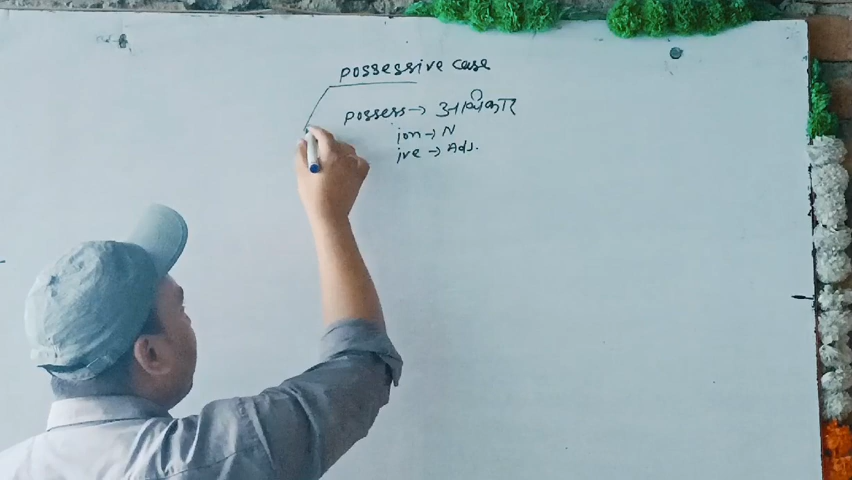 possessive case
possess → अधिकार
ion → N
ive → Adj.